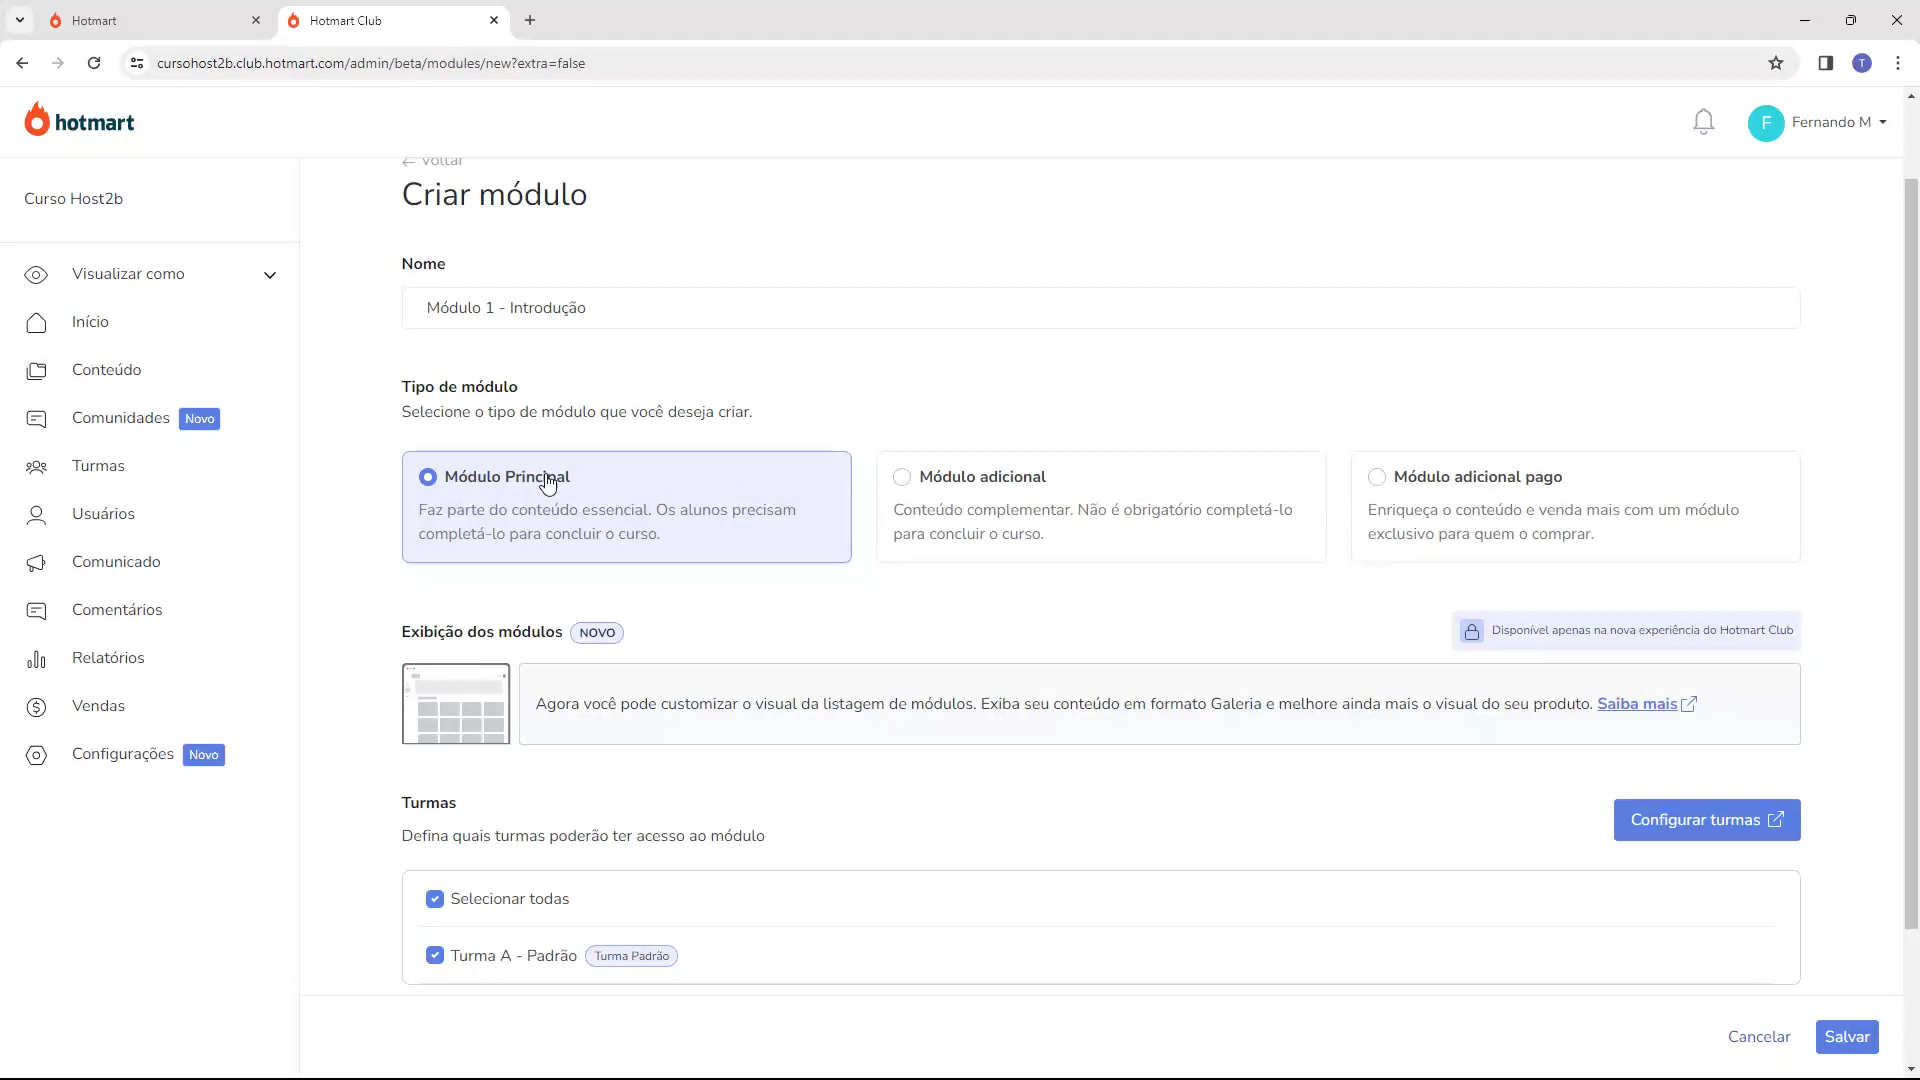 Hotmart
Hotmart Club
cursohost2b.club.hotmart.com/admin/beta/modules/new?extra=false
T
hotmart
F
Fernando M
Curso Host2b
Visualizar como
Início
Conteúdo
Comunidades Novo
Turmas
Usuários
Comunicado
Comentários
Relatórios
Vendas
Configurações Novo
← Voltar
Criar módulo
Nome
Módulo 1 - Introdução
Tipo de módulo
Selecione o tipo de módulo que você deseja criar.
Módulo Principal
Faz parte do conteúdo essencial. Os alunos precisam
completá-lo para concluir o curso.
Módulo adicional
Conteúdo complementar. Não é obrigatório completá-lo
para concluir o curso.
Módulo adicional pago
Enriqueça o conteúdo e venda mais com um módulo
exclusivo para quem o comprar.
Exibição dos módulos NOVO
Disponível apenas na nova experiência do Hotmart Club
Agora você pode customizar o visual da listagem de módulos. Exiba seu conteúdo em formato Galeria e melhore ainda mais o visual do seu produto. Saiba mais
Turmas
Defina quais turmas poderão ter acesso ao módulo
Configurar turmas
Selecionar todas
Turma A - Padrão Turma Padrão
Cancelar
Salvar